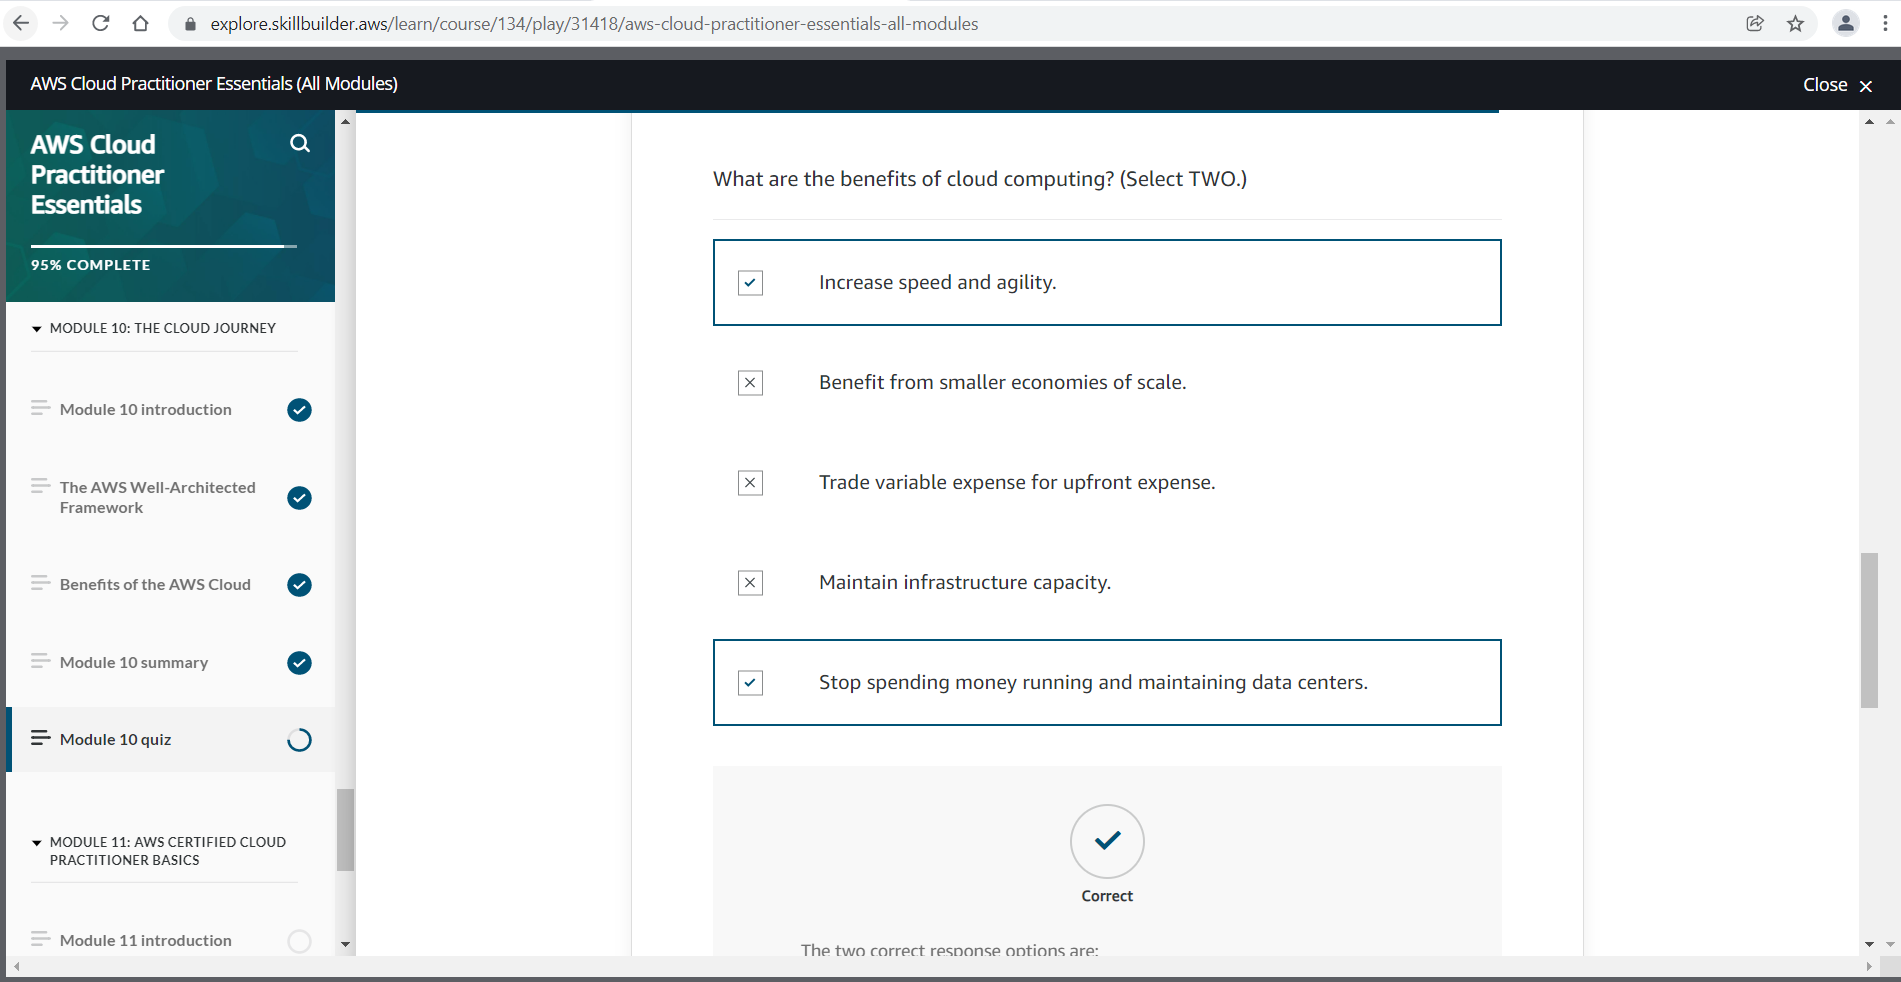 explore.skillbuilder.aws/learn/course/134/play/31418/aws-cloud-practitioner-essentials-all-modules
AWS Cloud Practitioner Essentials (All Modules)
Close
AWS Cloud
Practitioner
Essentials
95% COMPLETE
MODULE 10: THE CLOUD JOURNEY
Module 10 introduction
The AWS Well-Architected
Framework
Benefits of the AWS Cloud
Module 10 summary
Module 10 quiz
MODULE 11: AWS CERTIFIED CLOUD
PRACTITIONER BASICS
Module 11 introduction
What are the benefits of cloud computing? (Select TWO.)
Increase speed and agility.
Benefit from smaller economies of scale.
Trade variable expense for upfront expense.
Maintain infrastructure capacity.
Stop spending money running and maintaining data centers.
Correct
The two correct response options are: